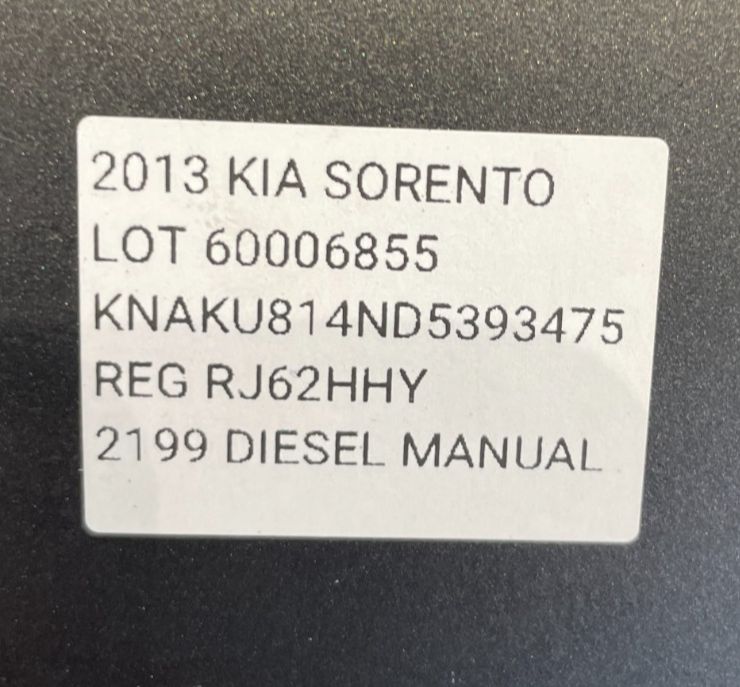 2013 KIA SORENTO
LOT 60006855
KNAKU814ND5393475
REG RJ62HHY
2199 DIESEL MANUAL